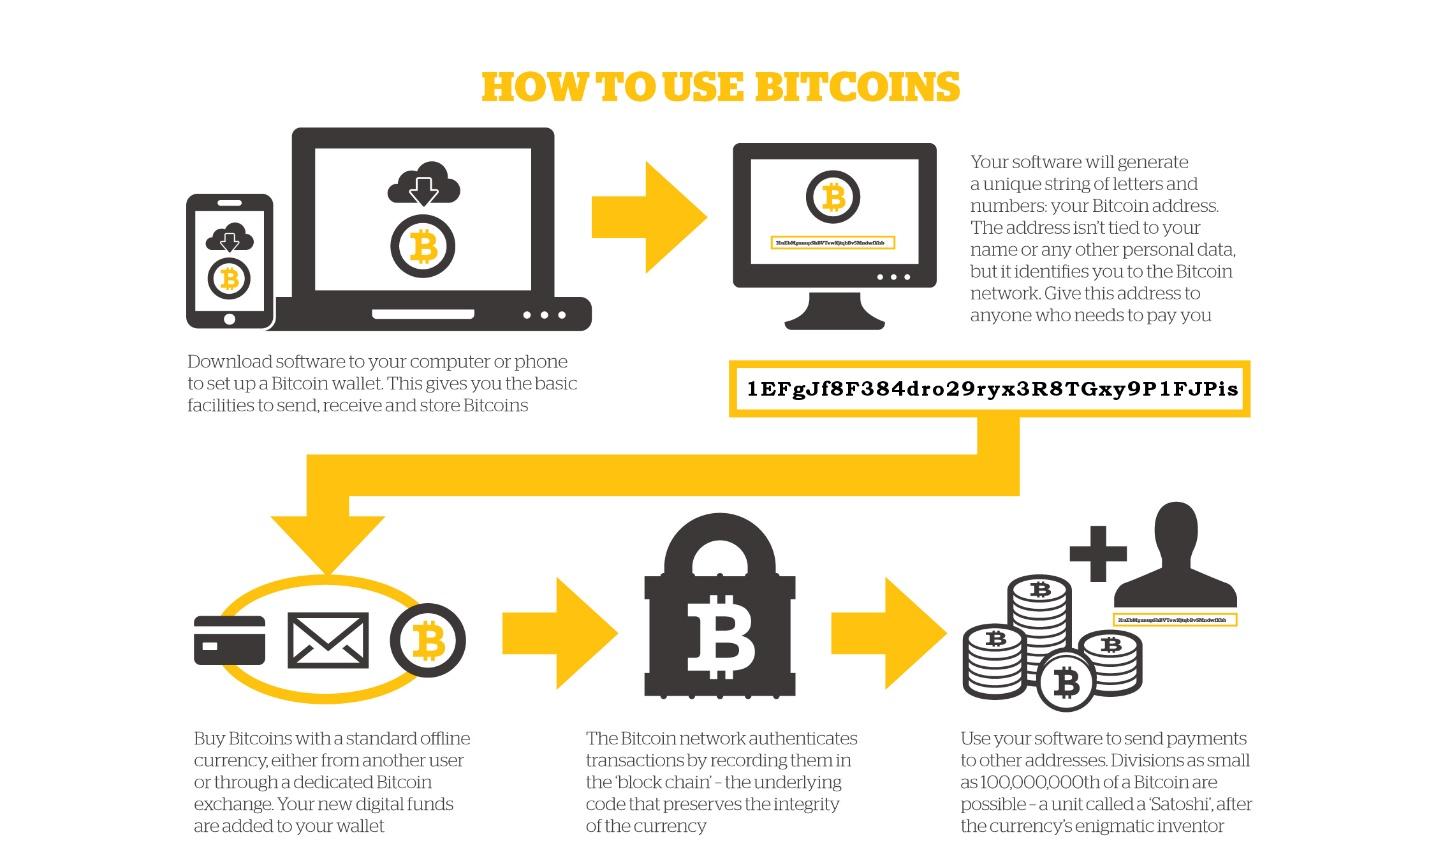 HOW TO USE BITCOINS
Your software will generate
a unique string of letters and
numbers: your Bitcoin address.
The address isn't tied to your
name or any other personal data,
but it identifies you to the Bitcoin
network. Give this address to
anyone who needs to pay you
Download software to your computer or phone
to set up a Bitcoin wallet. This gives you the basic
facilities to send, receive and store Bitcoins
1EFgJf8F384dro29ryx3R8TGxy9P1FJPis
Buy Bitcoins with a standard offline
currency, either from another user
or through a dedicated Bitcoin
exchange. Your new digital funds
are added to your wallet
The Bitcoin network authenticates
transactions by recording them in
the 'block chain' – the underlying
code that preserves the integrity
of the currency
Use your software to send payments
to other addresses. Divisions as small
as 100,000,000th of a Bitcoin are
possible – a unit called a 'Satoshi', after
the currency's enigmatic inventor